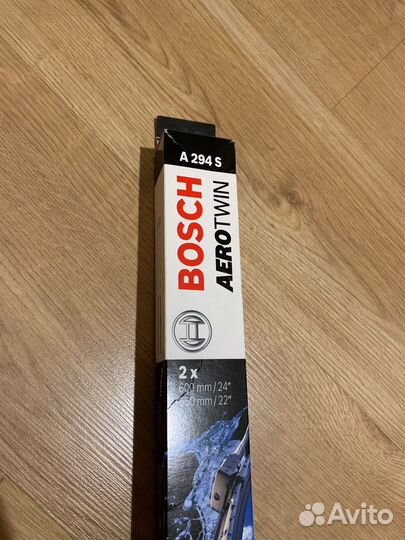 A 294 S
BOSCH
AEROTWIN
2 x
600 mm / 24"
550 mm / 22"
Avito